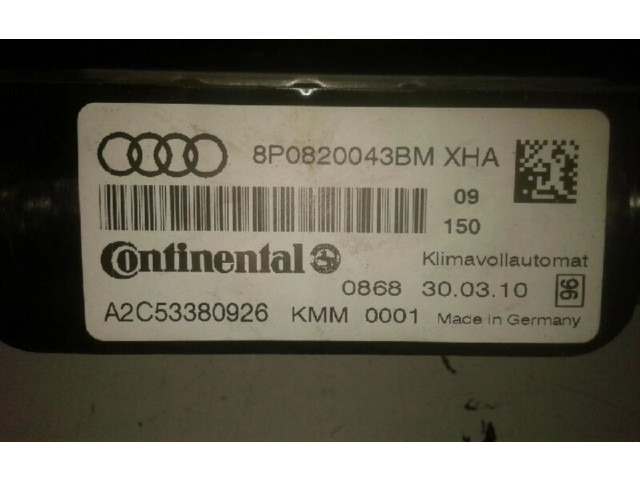 8P0820043BM XHA
09
150
Continental
Klimavollautomat
0868 30.03.10 96
A2C53380926 KMM 0001 Made in Germany